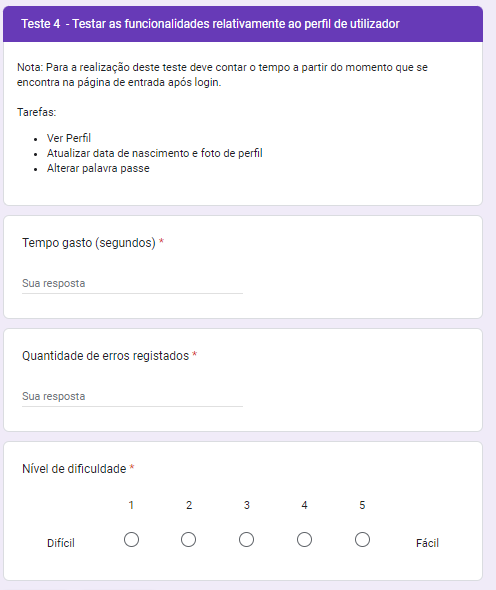 Teste 4 - Testar as funcionalidades relativamente ao perfil de utilizador
Nota: Para a realização deste teste deve contar o tempo a partir do momento que se
encontra na página de entrada após login.
Tarefas:
• Ver Perfil
• Atualizar data de nascimento e foto de perfil
• Alterar palavra passe
Tempo gasto (segundos) *
Sua resposta
Quantidade de erros registados *
Sua resposta
Nível de dificuldade *
1 2 3 4 5
Difícil Fácil